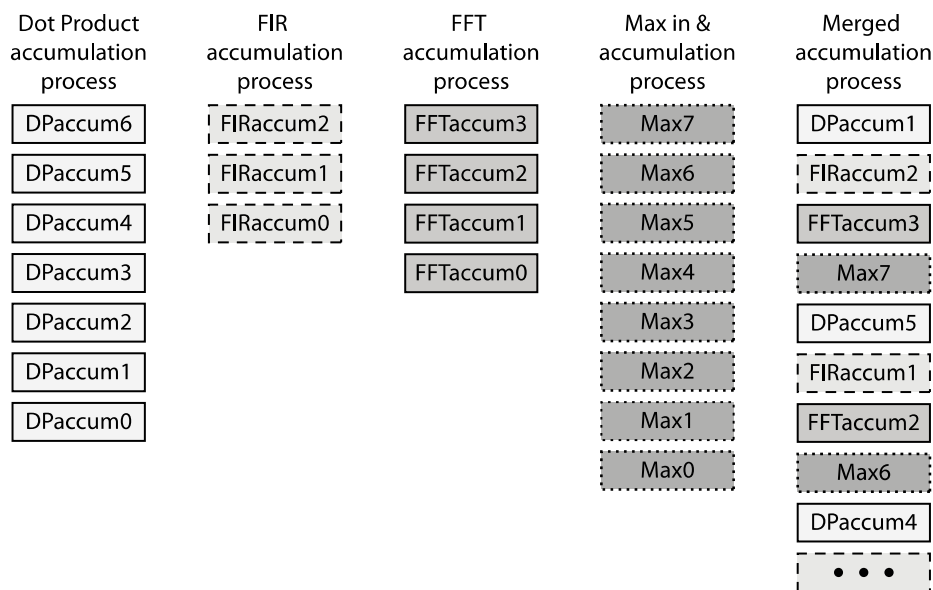 Dot Product
accumulation
process
DPaccum6
DPaccum5
DPaccum4
DPaccum3
DPaccum2
DPaccum1
DPaccum0
FIR
accumulation
process
FIRaccum2
FIRaccum1
FIRaccum0
FFT
accumulation
process
FFTaccum3
FFTaccum2
FFTaccum1
FFTaccum0
Max in &
accumulation
process
Max7
Max6
Max5
Max4
Max3
Max2
Max1
Max0
Merged
accumulation
process
DPaccum1
FIRaccum2
FFTaccum3
Max7
DPaccum5
FIRaccum1
FFTaccum2
Max6
DPaccum4
• • •